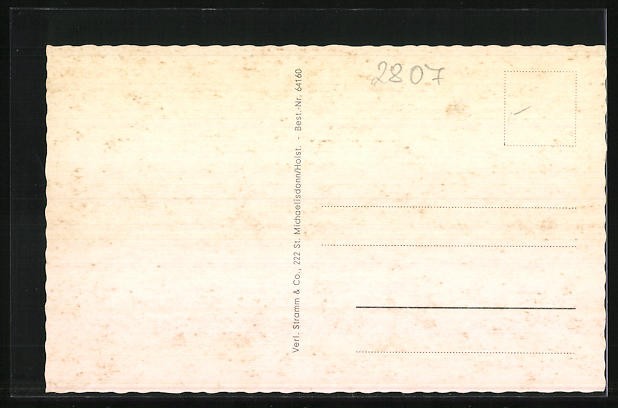 2807
Verl. Stramm & Co., 222 St. Michaelisdonn/Holst. - Best.-Nr. 64160